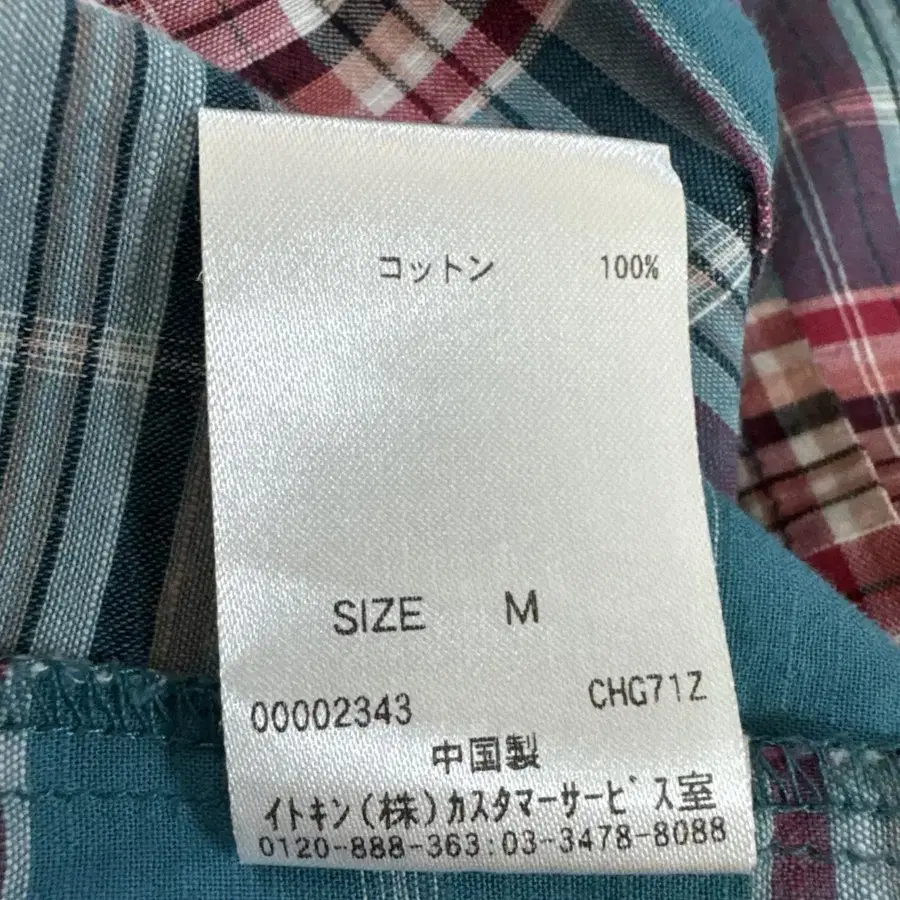 コットン 100%
SIZE M
00002343 CHG71Z
中国製
イトキン(株)カスタマーサービス室
0120-888-363:03-3478-8088